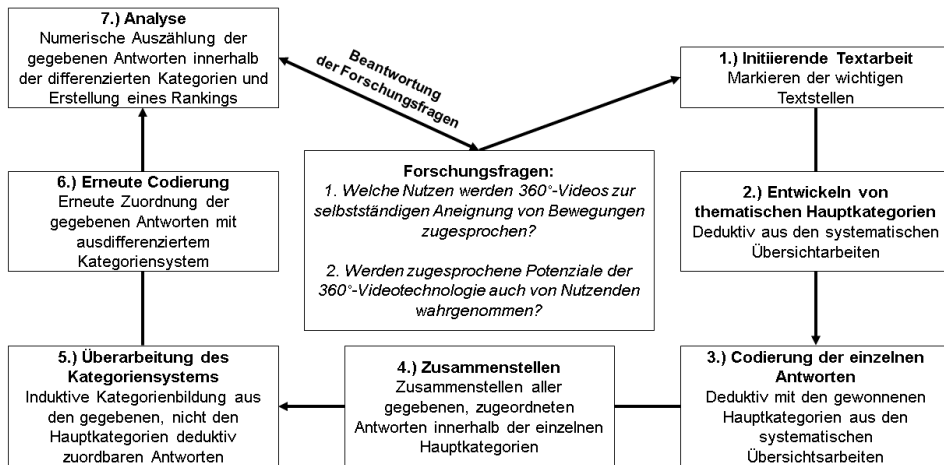 7.) Analyse
Numerische Auszählung der
gegebenen Antworten innerhalb
der differenzierten Kategorien und
Erstellung eines Rankings
Beantwortung
der Forschungsfragen
1.) Initiierende Textarbeit
Markieren der wichtigen
Textstellen
Forschungsfragen:
1. Welche Nutzen werden 360°-Videos zur
selbstständigen Aneignung von Bewegungen
zugesprochen?
2. Werden zugesprochene Potenziale der
360°-Videotechnologie auch von Nutzenden
wahrgenommen?
2.) Entwickeln von
thematischen Hauptkategorien
Deduktiv aus den systematischen
Übersichtarbeiten
6.) Erneute Codierung
Erneute Zuordnung der
gegebenen Antworten mit
ausdifferenziertem
Kategoriensystem
5.) Überarbeitung des
Kategoriensystems
Induktive Kategorienbildung aus
den gegebenen, nicht den
Hauptkategorien deduktiv
zuordbaren Antworten
4.) Zusammenstellen
Zusammenstellen aller
gegebenen, zugeordneten
Antworten innerhalb der einzelnen
Hauptkategorien
3.) Codierung der einzelnen
Antworten
Deduktiv mit den gewonnenen
Hauptkategorien aus den
systematischen
Übersichtsarbeiten